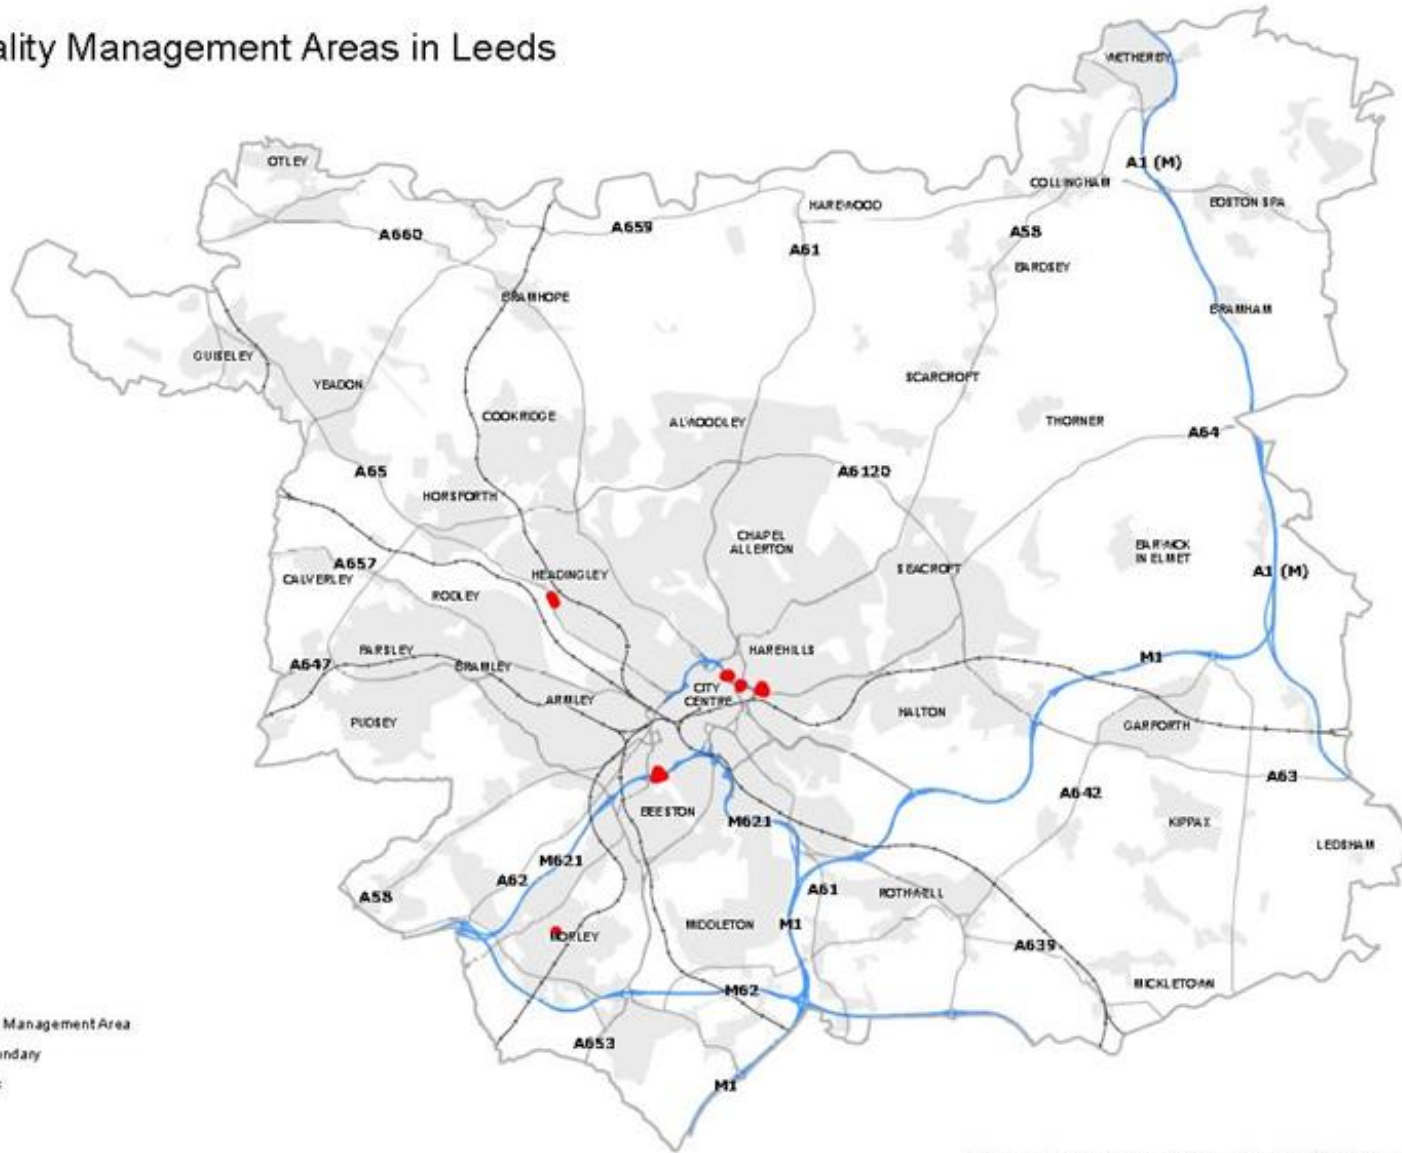 ality Management Areas in Leeds
WETHERBY
OTLEY
A1 (M)
COLLINGHAM
BOSTON SPA
HAREWOOD
A659
A660
A61
A58
BARDSEY
BRAMHOPE
BRAMHAM
GUISELEY
YEADON
SCARCROFT
COOKRIDGE
ALWOODLEY
THORNER
A64
A65
A6120
HORSFORTH
CHAPEL
ALLERTON
BARWICK
IN ELMET
A657
HEADINGLEY
SEACROFT
A1 (M)
CALVERLEY
RODLEY
FARSLEY
HAREHILLS
M1
A647
BRAMLEY
CITY
CENTRE
ARMLEY
HALTON
PUDSEY
GARFORTH
A63
A642
BEESTON
M621
KIPPAX
LEDSHAM
M621
A62
A58
A61
ROTHWELL
MIDDLETON
M1
MORLEY
A639
MICKLETOWN
M62
Management Area
ndary
A653
M1